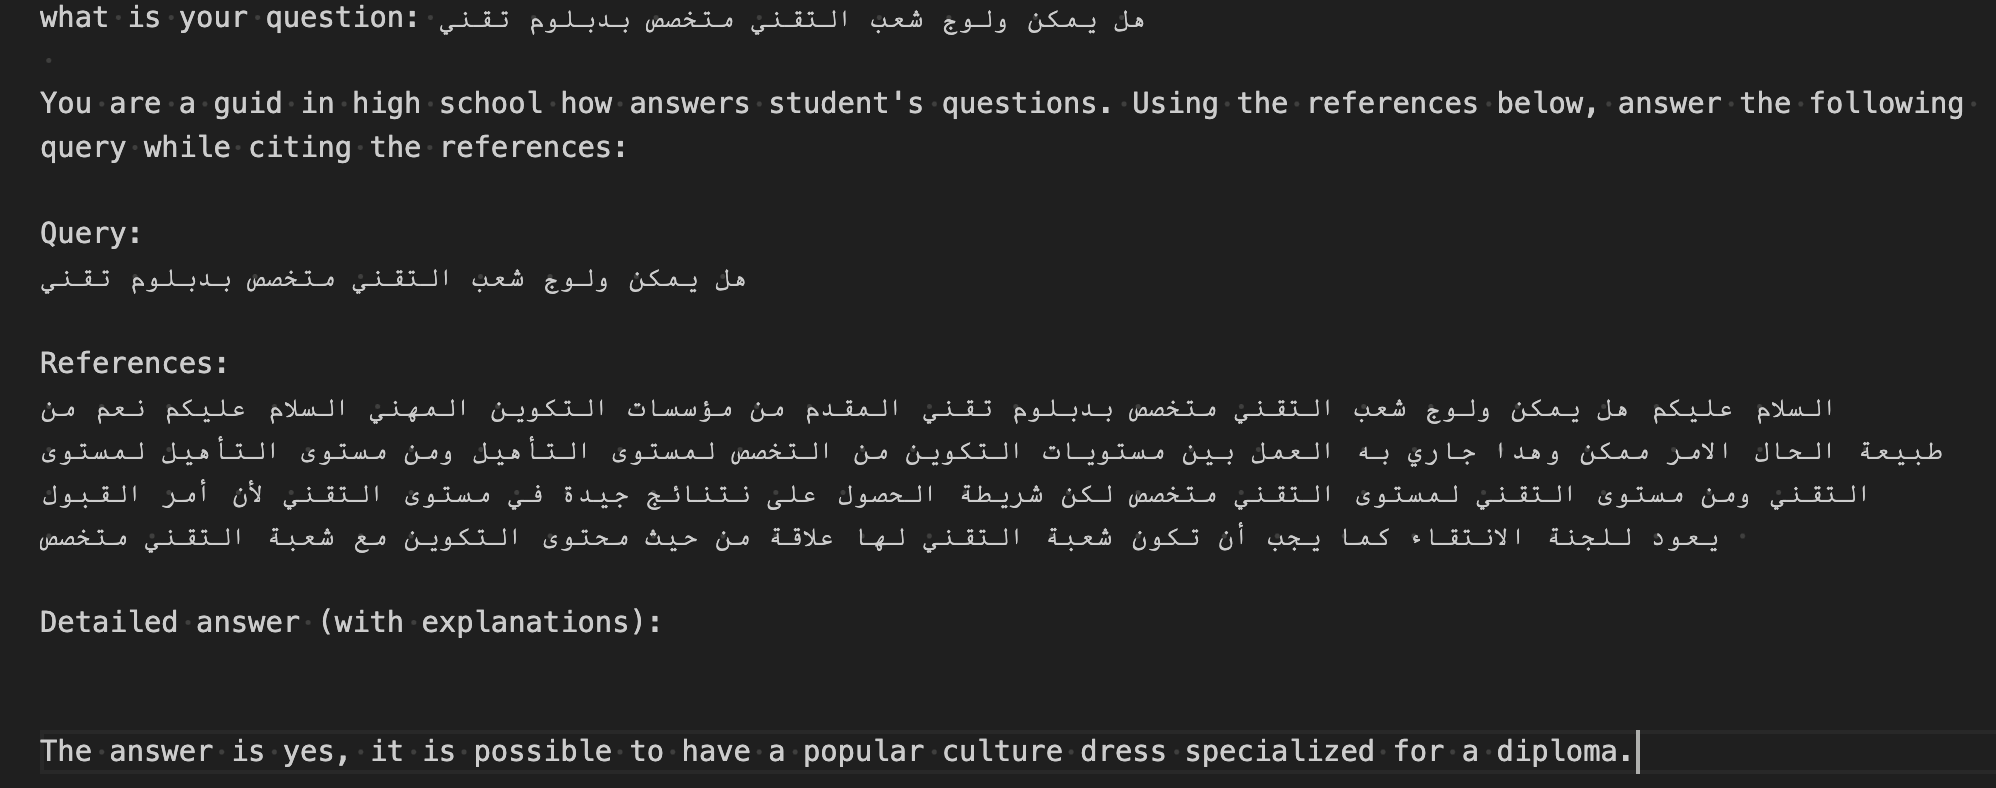 what is your question: هل يمكن ولوج شعب التقني متخصص بدبلوم تقني
You are a guid in high school how answers student's questions. Using the references below, answer the following
query while citing the references:
Query:
هل يمكن ولوج شعب التقني متخصص بدبلوم تقني
References:
السلام عليكم هل يمكن ولوج شعب التقني متخصص بدبلوم تقني المقدم من مؤسسات التكوين المهني السلام عليكم نعم من
طبيعة الحال الامر ممكن وهدا جاري به العمل بين مستويات التكوين من التخصص لمستوى التأهيل ومن مستوى التأهيل لمستوى
التقني ومن مستوى التقني لمستوى التقني متخصص لكن شريطة الحصول على نتنائج جيدة في مستوى التقني لأن أمر القبول
يعود للجنة الانتقاء كما يجب أن تكون شعبة التقني لها علاقة من حيث محتوى التكوين مع شعبة التقني متخصص
Detailed answer (with explanations):
The answer is yes, it is possible to have a popular culture dress specialized for a diploma.